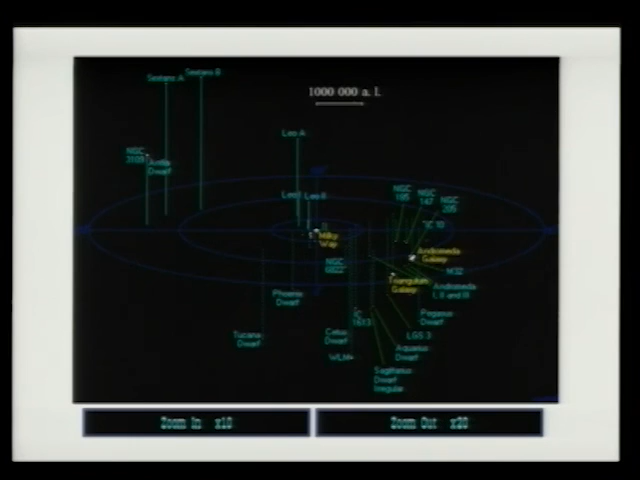 Sextans A
Sextans B
1000 000 a. l.
Leo A
NGC
3109
Antlia
Dwarf
Leo I
Leo II
NGC
185
NGC
147
NGC
205
IC 10
Milky
Way
Andromeda
Galaxy
NGC
6822
M32
Triangulum
Galaxy
Andromeda
I, II and III
Phoenix
Dwarf
IC
1613
Pegasus
Dwarf
Tucana
Dwarf
Cetus
Dwarf
LGS 3
WLM
Aquarius
Dwarf
Sagittarius
Dwarf
Irregular
Zoom In x10
Zoom Out x20